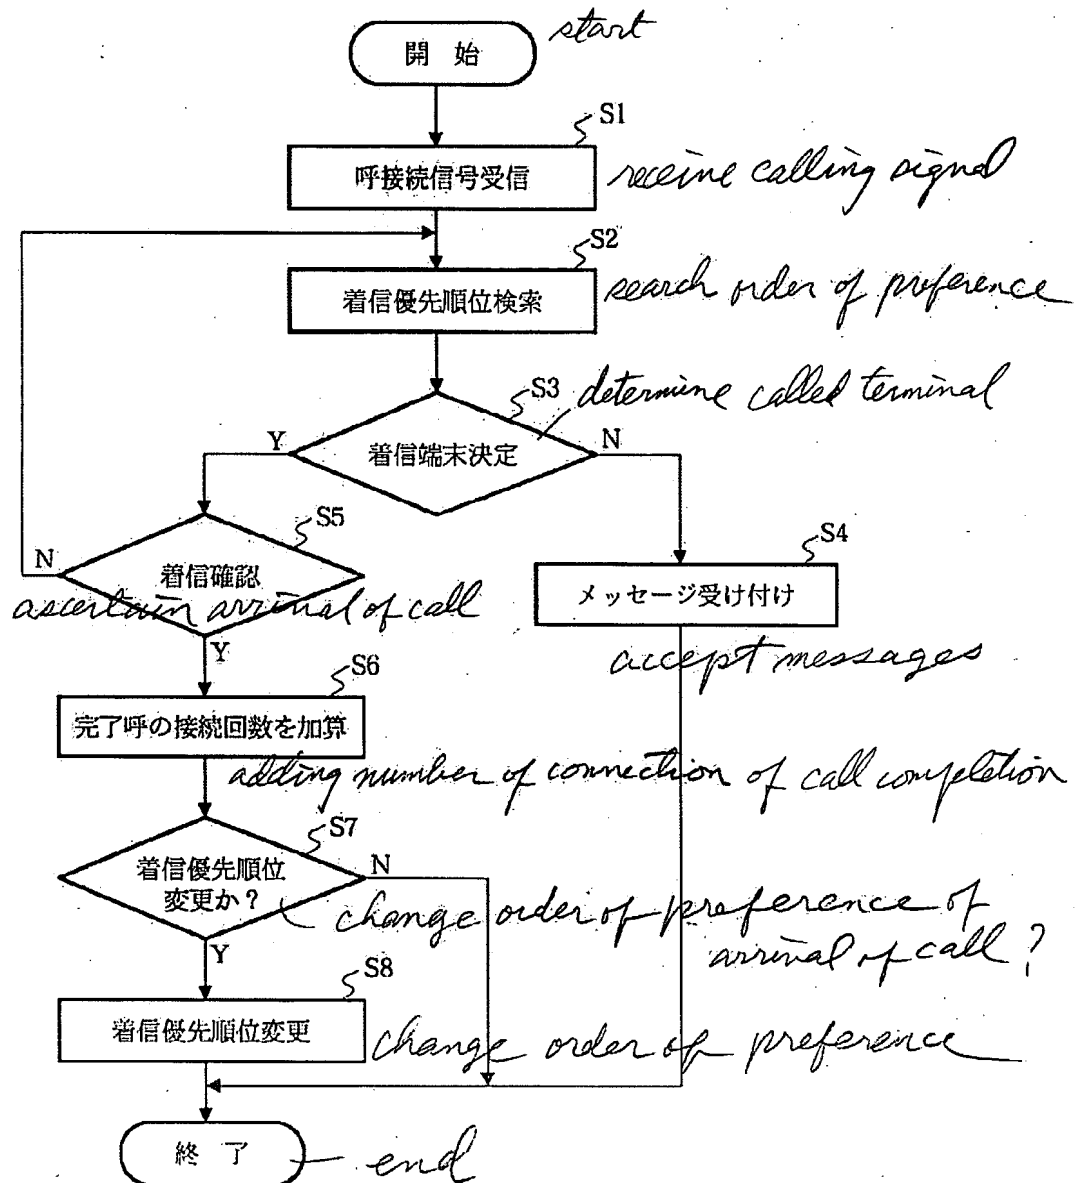 開 始
start
S1
呼接続信号受信
receive calling signal
S2
着信優先順位検索
search order of preference
S3
determine called terminal
Y
着信端末決定
N
S5
N
着信確認
ascertain arrival of call
Y
S4
メッセージ受け付け
accept messages
S6
完了呼の接続回数を加算
adding number of connection of call completion
S7
着信優先順位
変更か？
N
change order of preference of
arrival of call ?
Y
S8
着信優先順位変更
change order of preference
終 了
end